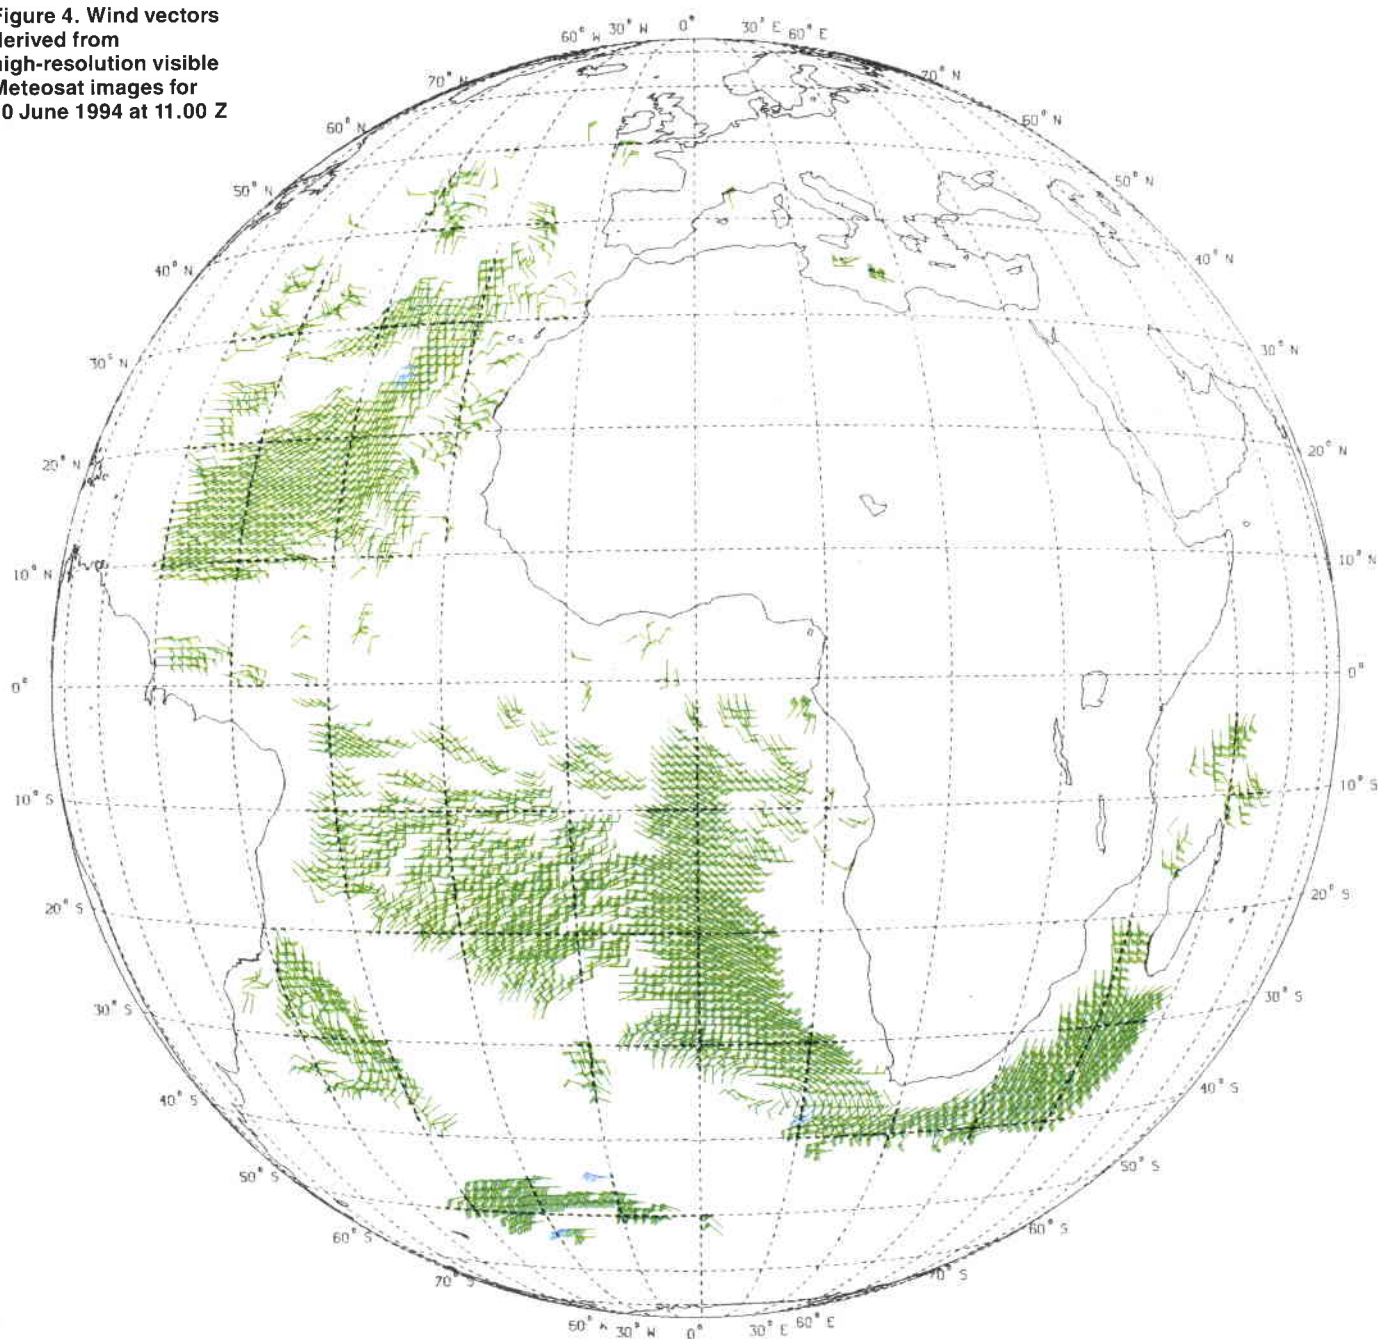 Figure 4. Wind vectors
derived from
high-resolution visible
Meteosat images for
0 June 1994 at 11.00 Z
60° W 30° W 0° 30° E 60° E
70° N 70° N
60° N 60° N
50° N 50° N
40° N 40° N
30° N 30° N
20° N 20° N
10° N 10° N
0° 0°
10° S 10° S
20° S 20° S
30° S 30° S
40° S 40° S
50° S 50° S
60° S 60° S
70° S 70° S
30° W 0° 30° E 60° E